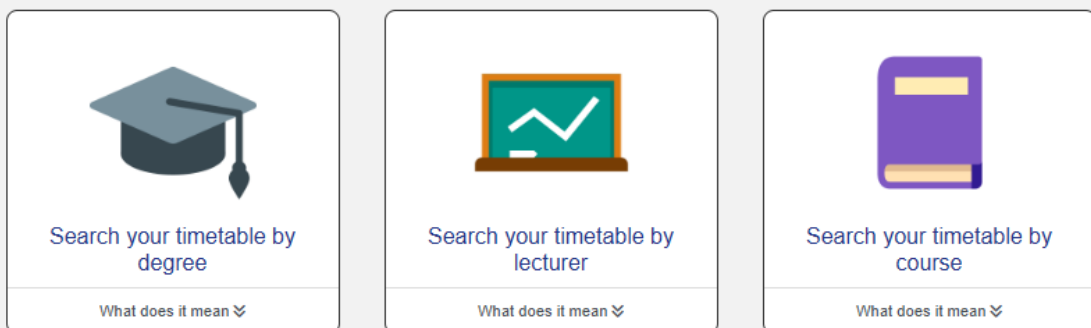 Search your timetable by
degree
What does it mean
Search your timetable by
lecturer
What does it mean
Search your timetable by
course
What does it mean